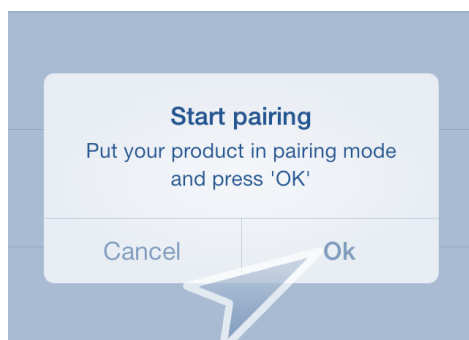 Start pairing
Put your product in pairing mode
and press 'OK'
Cancel
Ok